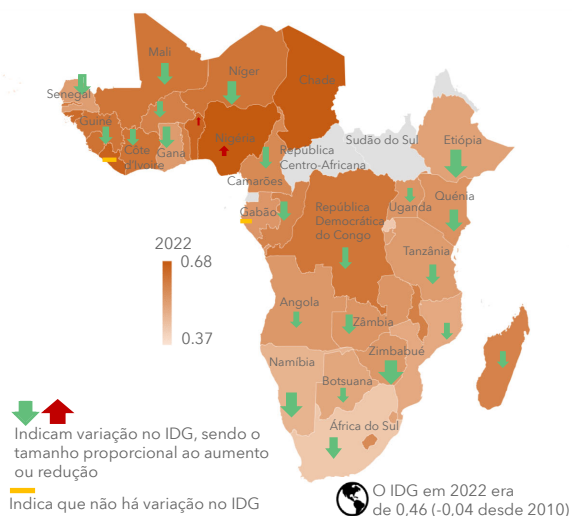 Mali
Níger
Chade
Senegal
Guiné
Côte
d'Ivoire
Gana
Nigéria
República
Centro-Africana
Sudão do Sul
Etiópia
Camarões
Gabão
República
Democrática
do Congo
Uganda
Quénia
Tanzânia
2022
0.68
0.37
Angola
Zâmbia
Zimbabué
Namíbia
Botsuana
África do Sul
Indicam variação no IDG, sendo o
tamanho proporcional ao aumento
ou redução
Indica que não há variação no IDG
O IDG em 2022 era
de 0,46 (-0,04 desde 2010)